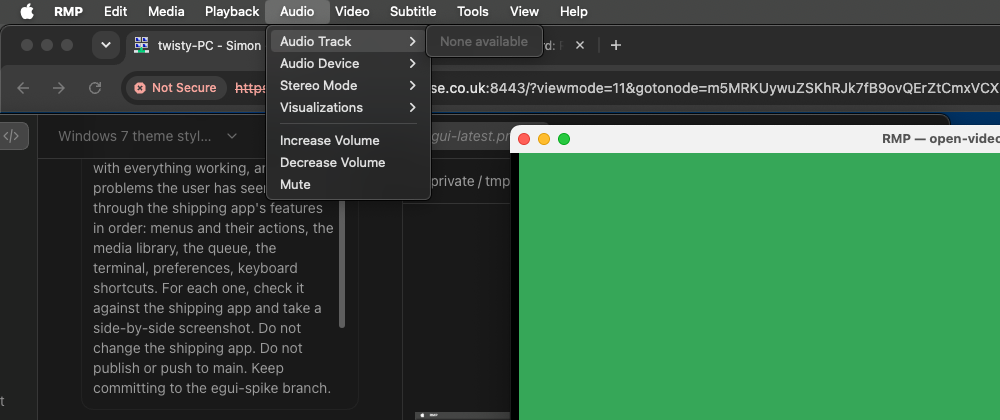 RMP Edit Media Playback Audio Video Subtitle Tools View Help
twisty-PC - Simon
Audio Track
None available
Audio Device
Not Secure
Stereo Mode
se.co.uk:8443/?viewmode=11&gotonode=m5MRKUywuZSKhRJk7fB9ovQErZtCmxVCX
Visualizations
Windows 7 theme styl...
Increase Volume
gui-latest.pr
RMP — open-video
Decrease Volume
with everything working, an
problems the user has seen
Mute
private / tmp
through the shipping app's features
in order: menus and their actions, the
media library, the queue, the
terminal, preferences, keyboard
shortcuts. For each one, check it
against the shipping app and take a
side-by-side screenshot. Do not
change the shipping app. Do not
publish or push to main. Keep
committing to the egui-spike branch.